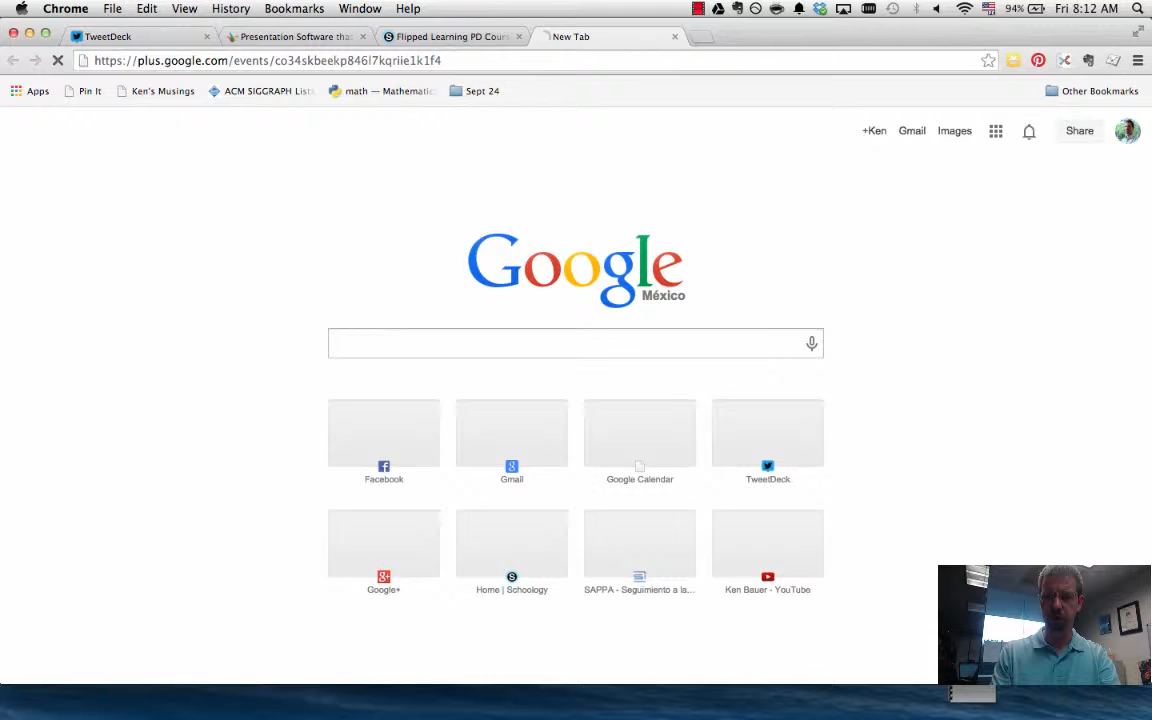 Chrome File Edit View History Bookmarks Window Help 94% Fri 8:12 AM
TweetDeck Presentation Software tha Flipped Learning PD Cours New Tab
https://plus.google.com/events/co34skbeekp846l7kqriie1k1f4
Apps Pin It Ken's Musings ACM SIGGRAPH List math — Mathematic Sept 24 Other Bookmarks
+Ken Gmail Images Share
Google
México
Facebook Gmail Google Calendar TweetDeck
Google+ Home | Schoology SAPPA - Seguimiento a la... Ken Bauer - YouTube